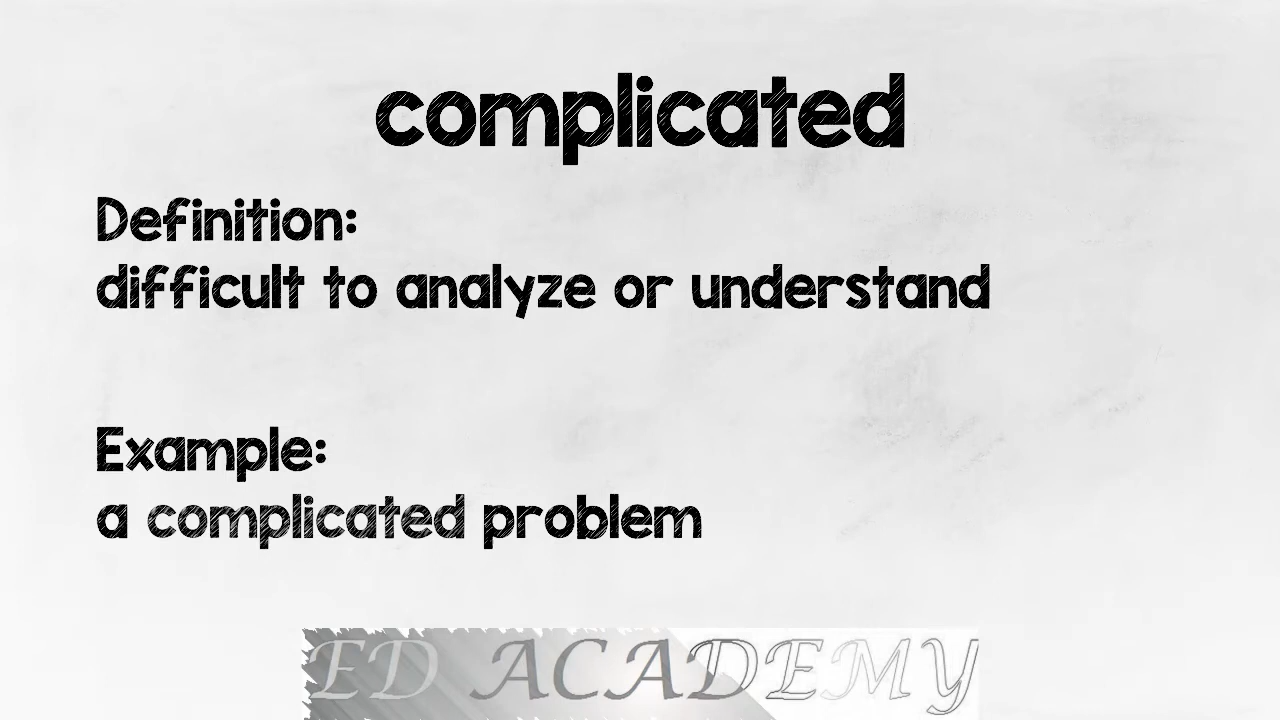 complicated
Definition:
difficult to analyze or understand
Example:
a complicated problem
ED ACADEMY